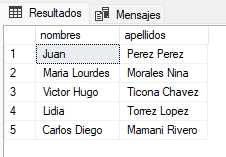 Resultados Mensajes
nombres apellidos
1 Juan Perez Perez
2 Maria Lourdes Morales Nina
3 Victor Hugo Ticona Chavez
4 Lidia Torrez Lopez
5 Carlos Diego Mamani Rivero